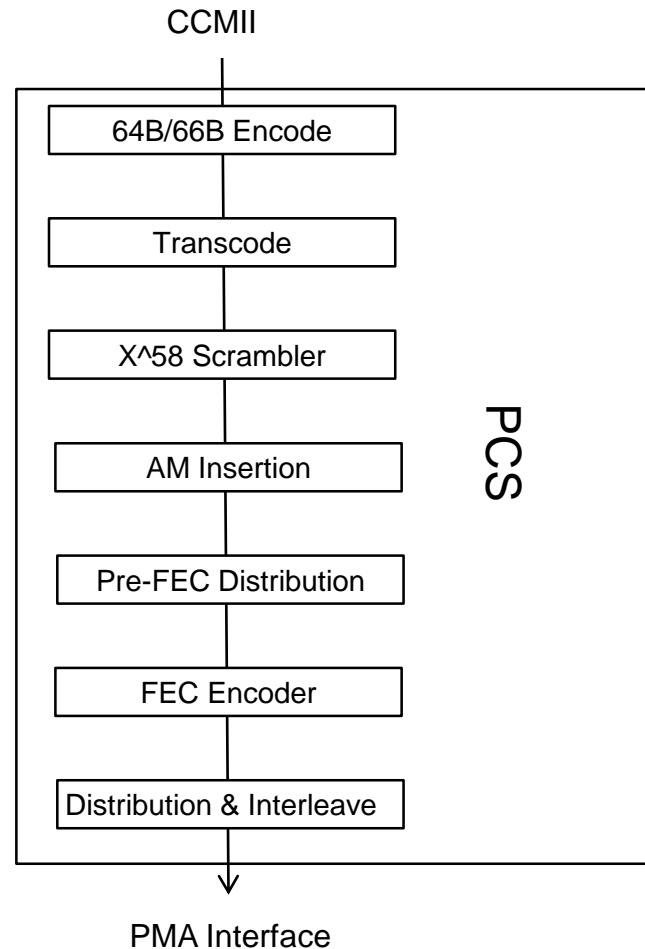 CCMII
64B/66B Encode
Transcode
X^58 Scrambler
AM Insertion
PCS
Pre-FEC Distribution
FEC Encoder
Distribution & Interleave
PMA Interface